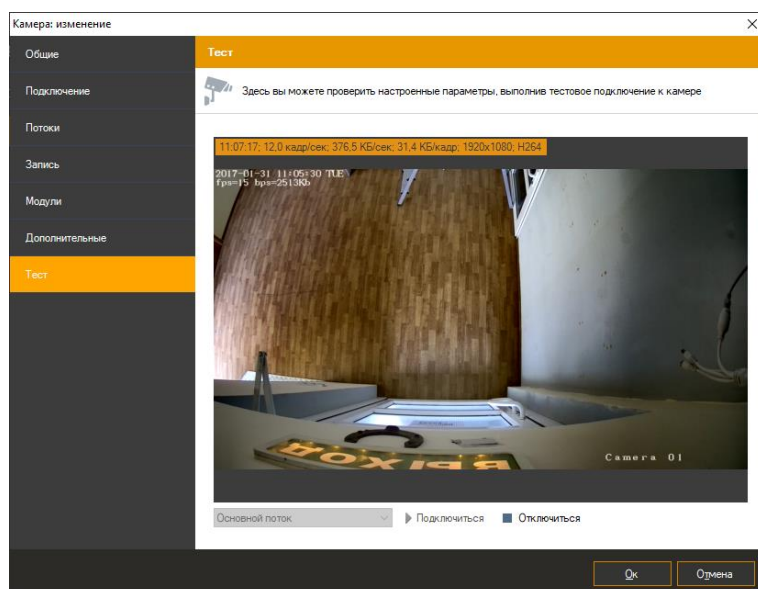 Камера: изменение
Общие
Тест
Подключение
Здесь вы можете проверить настроенные параметры, выполнив тестовое подключение к камере
Потоки
Запись
Модули
Дополнительные
Тест
11:07:17; 12,0 кадр/сек; 376,5 КБ/сек; 31,4 КБ/кадр; 1920x1080; H264
2017-01-31 11:05:30 TUE
fps=15 bps=2513Kb
ВЫХОД
Camera 01
Основной поток
Подключиться
Отключиться
Ок
Отмена